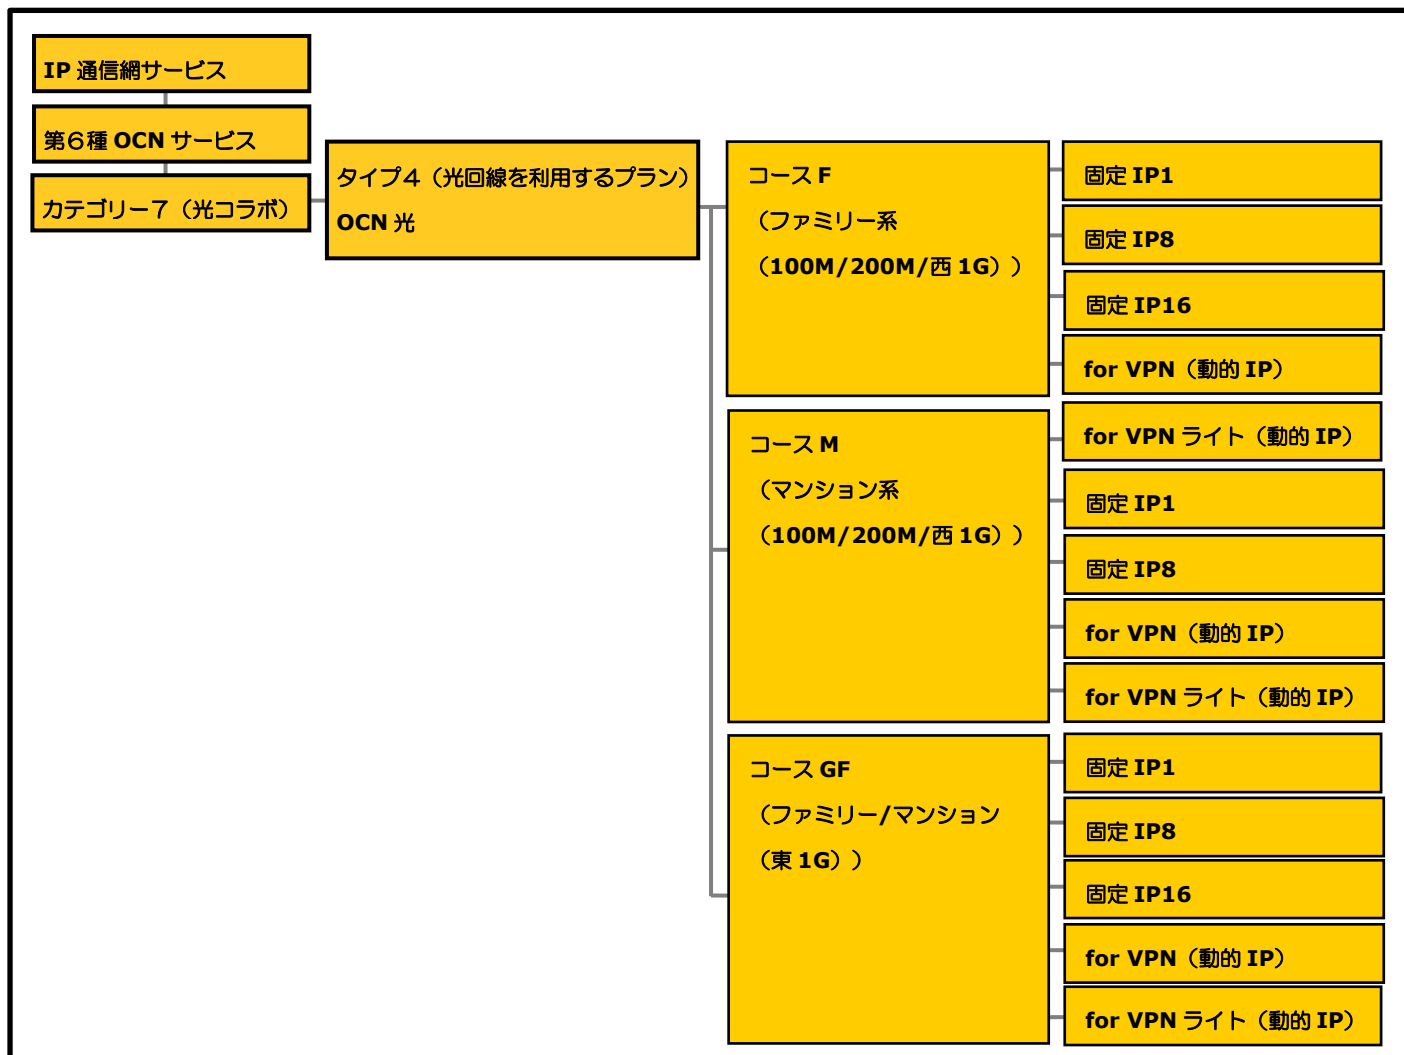 IP 通信網サービス
第６種 OCN サービス
カテゴリー７（光コラボ）
タイプ４（光回線を利用するプラン）
OCN 光
コース F
（ファミリー系
（100M/200M/西 1G））
固定 IP1
固定 IP8
固定 IP16
for VPN（動的 IP）
コース M
（マンション系
（100M/200M/西 1G））
for VPN ライト（動的 IP）
固定 IP1
固定 IP8
for VPN（動的 IP）
for VPN ライト（動的 IP）
コース GF
（ファミリー/マンション
（東 1G））
固定 IP1
固定 IP8
固定 IP16
for VPN（動的 IP）
for VPN ライト（動的 IP）